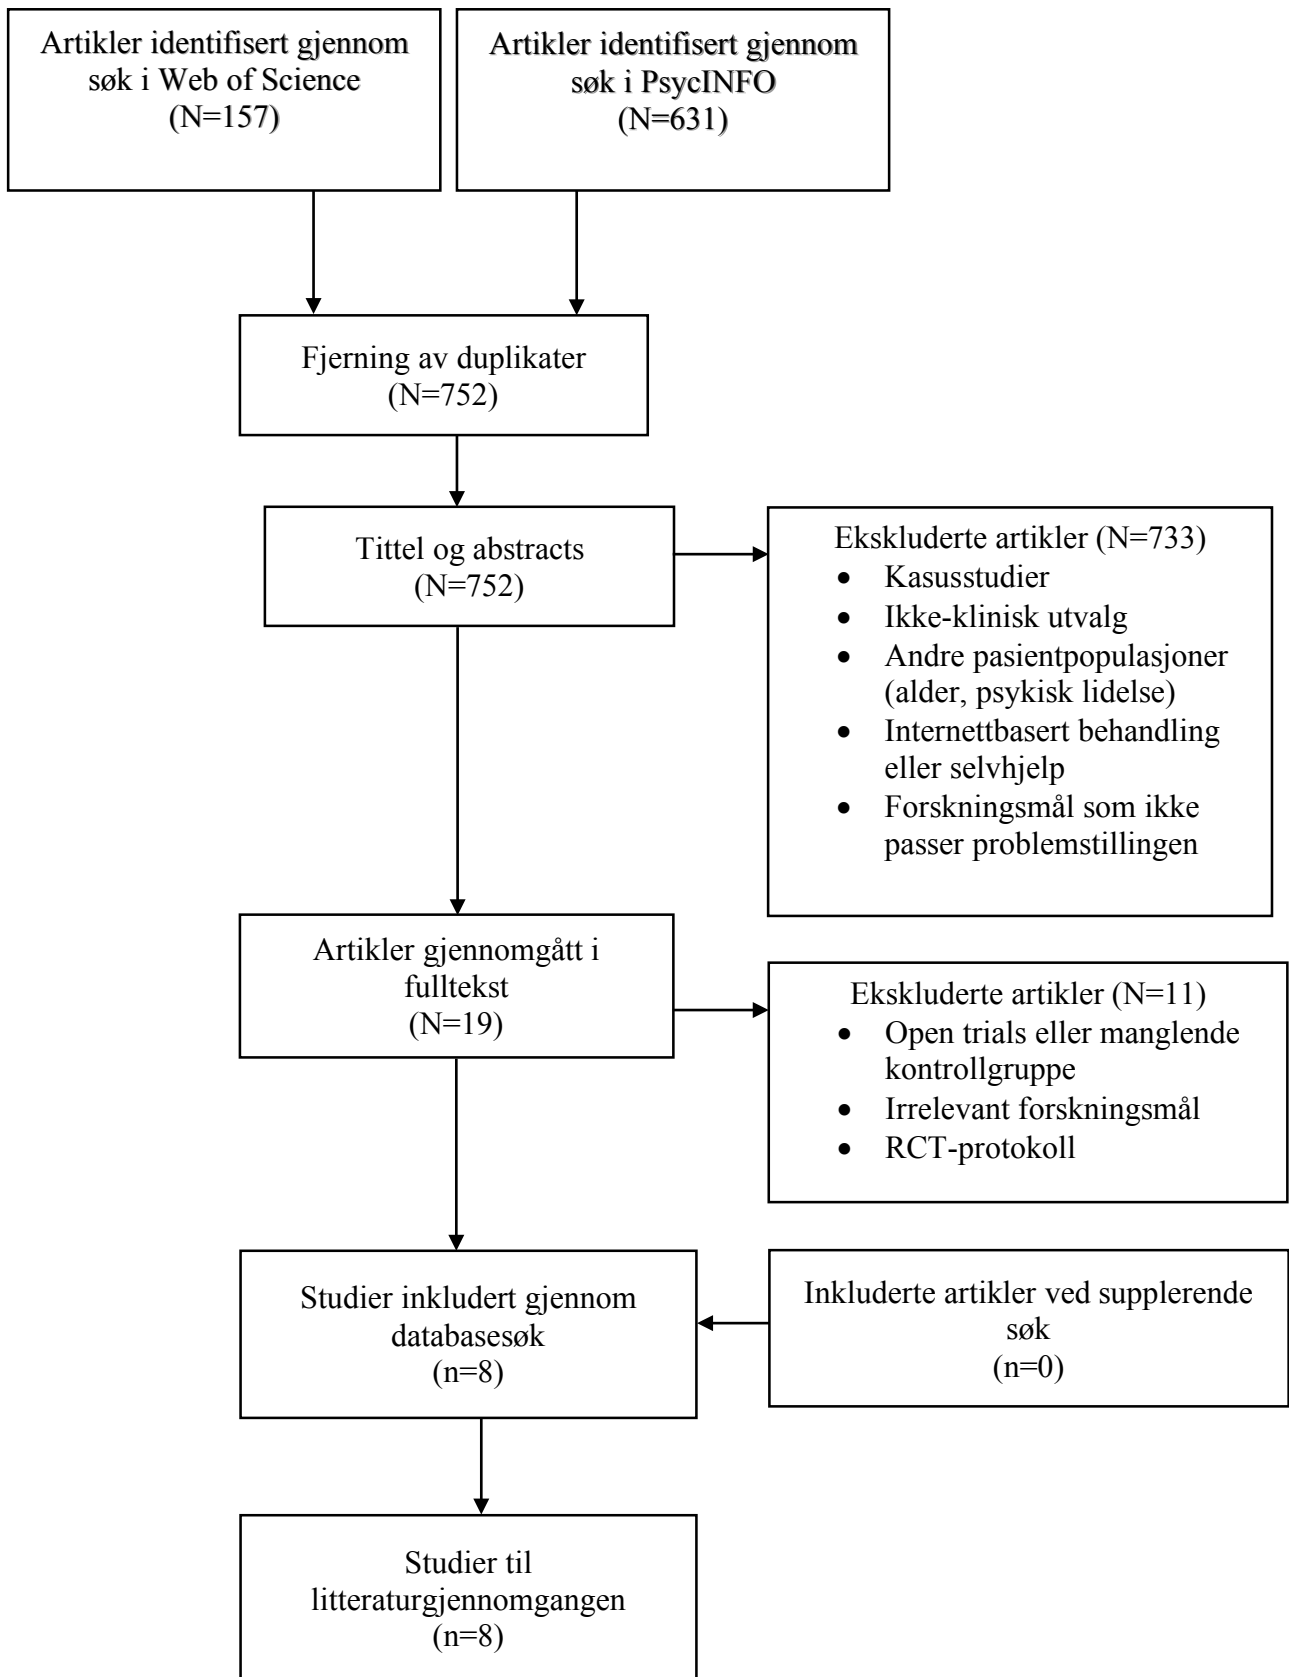 Artikler identifisert gjennom
søk i Web of Science
(N=157)
Artikler identifisert gjennom
søk i PsycINFO
(N=631)
Fjerning av duplikater
(N=752)
Tittel og abstracts
(N=752)
Ekskluderte artikler (N=733)
• Kasusstudier
• Ikke-klinisk utvalg
• Andre pasientpopulasjoner
(alder, psykisk lidelse)
• Internettbasert behandling
eller selvhjelp
• Forskningsmål som ikke
passer problemstillingen
Artikler gjennomgått i
fulltekst
(N=19)
Ekskluderte artikler (N=11)
• Open trials eller manglende
kontrollgruppe
• Irrelevant forskningsmål
• RCT-protokoll
Studier inkludert gjennom
databasesøk
(n=8)
Inkluderte artikler ved supplerende
søk
(n=0)
Studier til
litteraturgjennomgangen
(n=8)